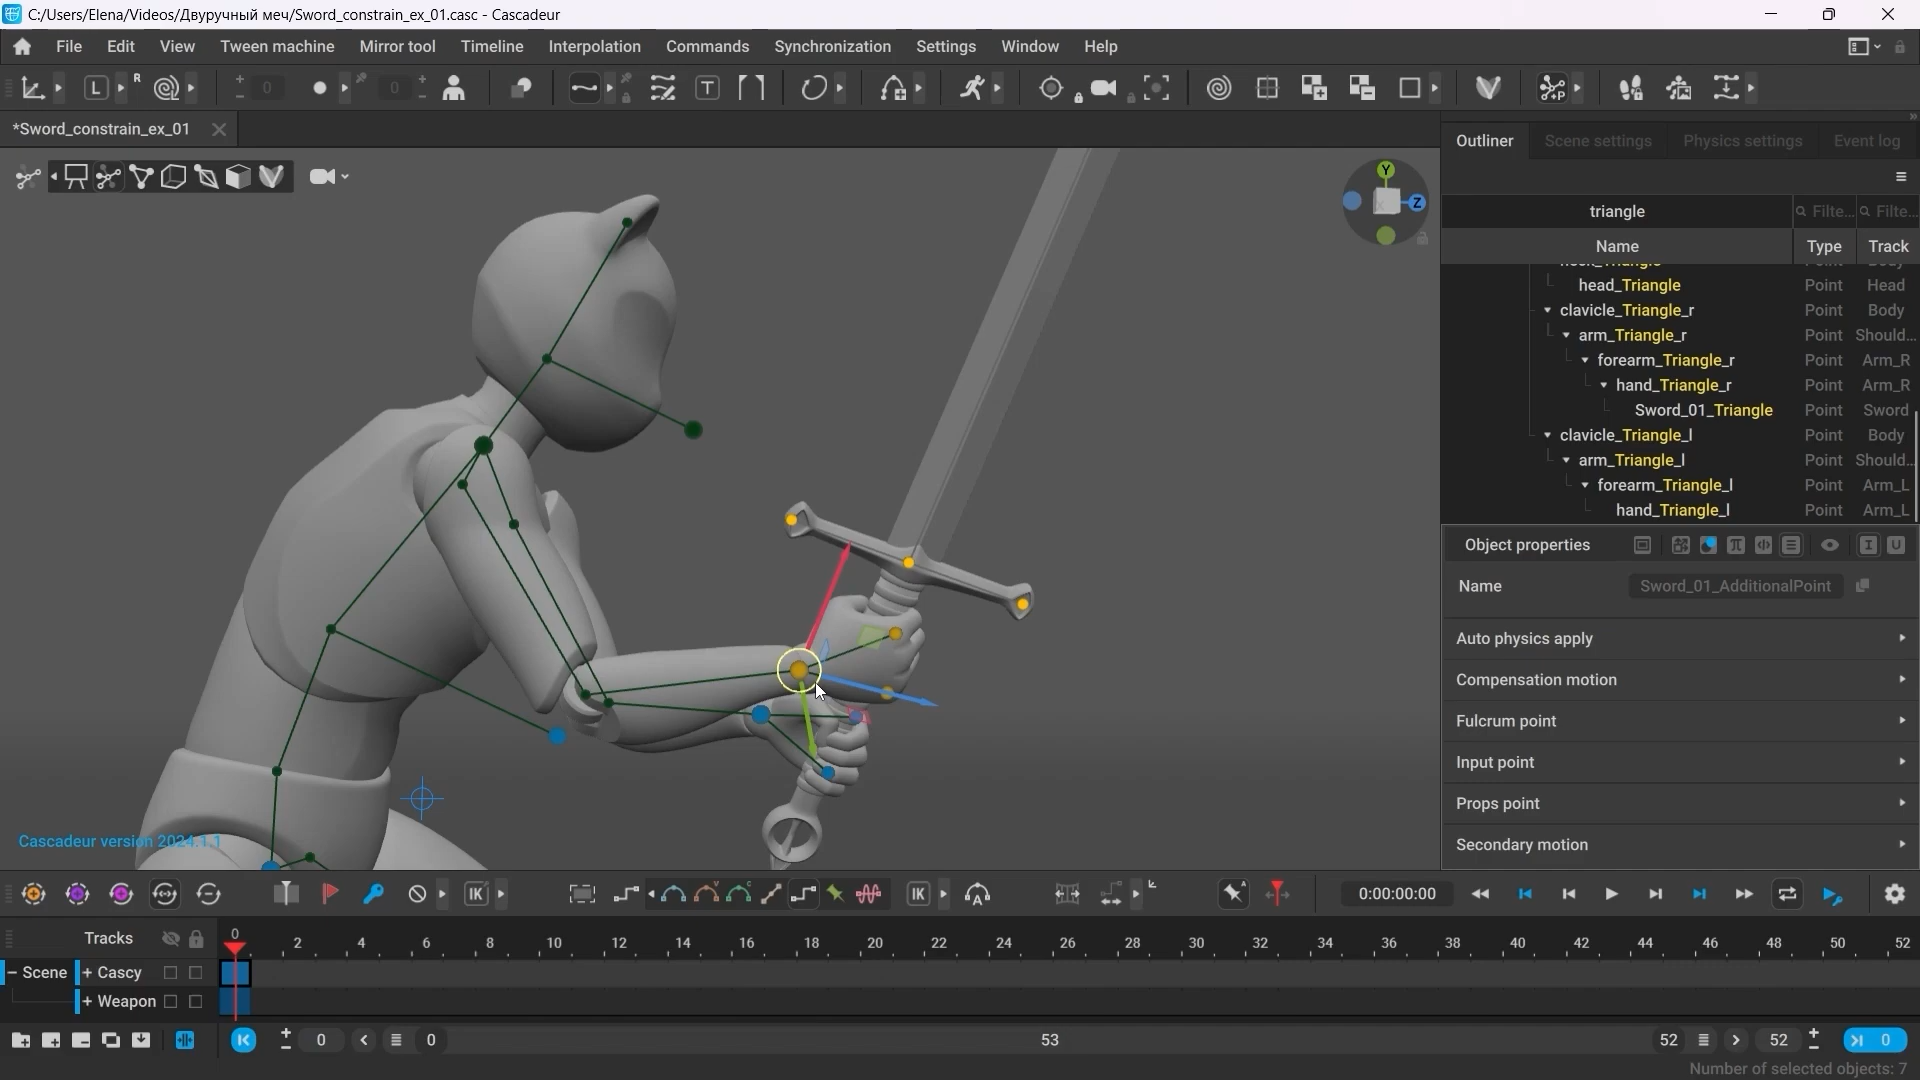 C:/Users/Elena/Videos/Двуручный меч/Sword_constrain_ex_01.casc - Cascadeur
File Edit View Tween machine Mirror tool Timeline Interpolation Commands Synchronization Settings Window Help
L R 0 0 T +P
*Sword_constrain_ex_01
Outliner Scene settings Physics settings Event log
Y
Z
X
triangle Filte... Filte...
Name Type Track
head_Triangle Point Head
clavicle_Triangle_r Point Body
arm_Triangle_r Point Should...
forearm_Triangle_r Point Arm_R
hand_Triangle_r Point Arm_R
Sword_01_Triangle Point Sword
clavicle_Triangle_l Point Body
arm_Triangle_l Point Should...
forearm_Triangle_l Point Arm_L
hand_Triangle_l Point Arm_L
Object properties
Name Sword_01_AdditionalPoint
Auto physics apply
Compensation motion
Fulcrum point
Input point
Props point
Secondary motion
Cascadeur version 2024.1.1
IK IK A 0:00:00:00
Tracks 0 2 4 6 8 10 12 14 16 18 20 22 24 26 28 30 32 34 36 38 40 42 44 46 48 50 52
Scene + Cascy
+ Weapon
0 0 53 52 52 0
Number of selected objects: 7